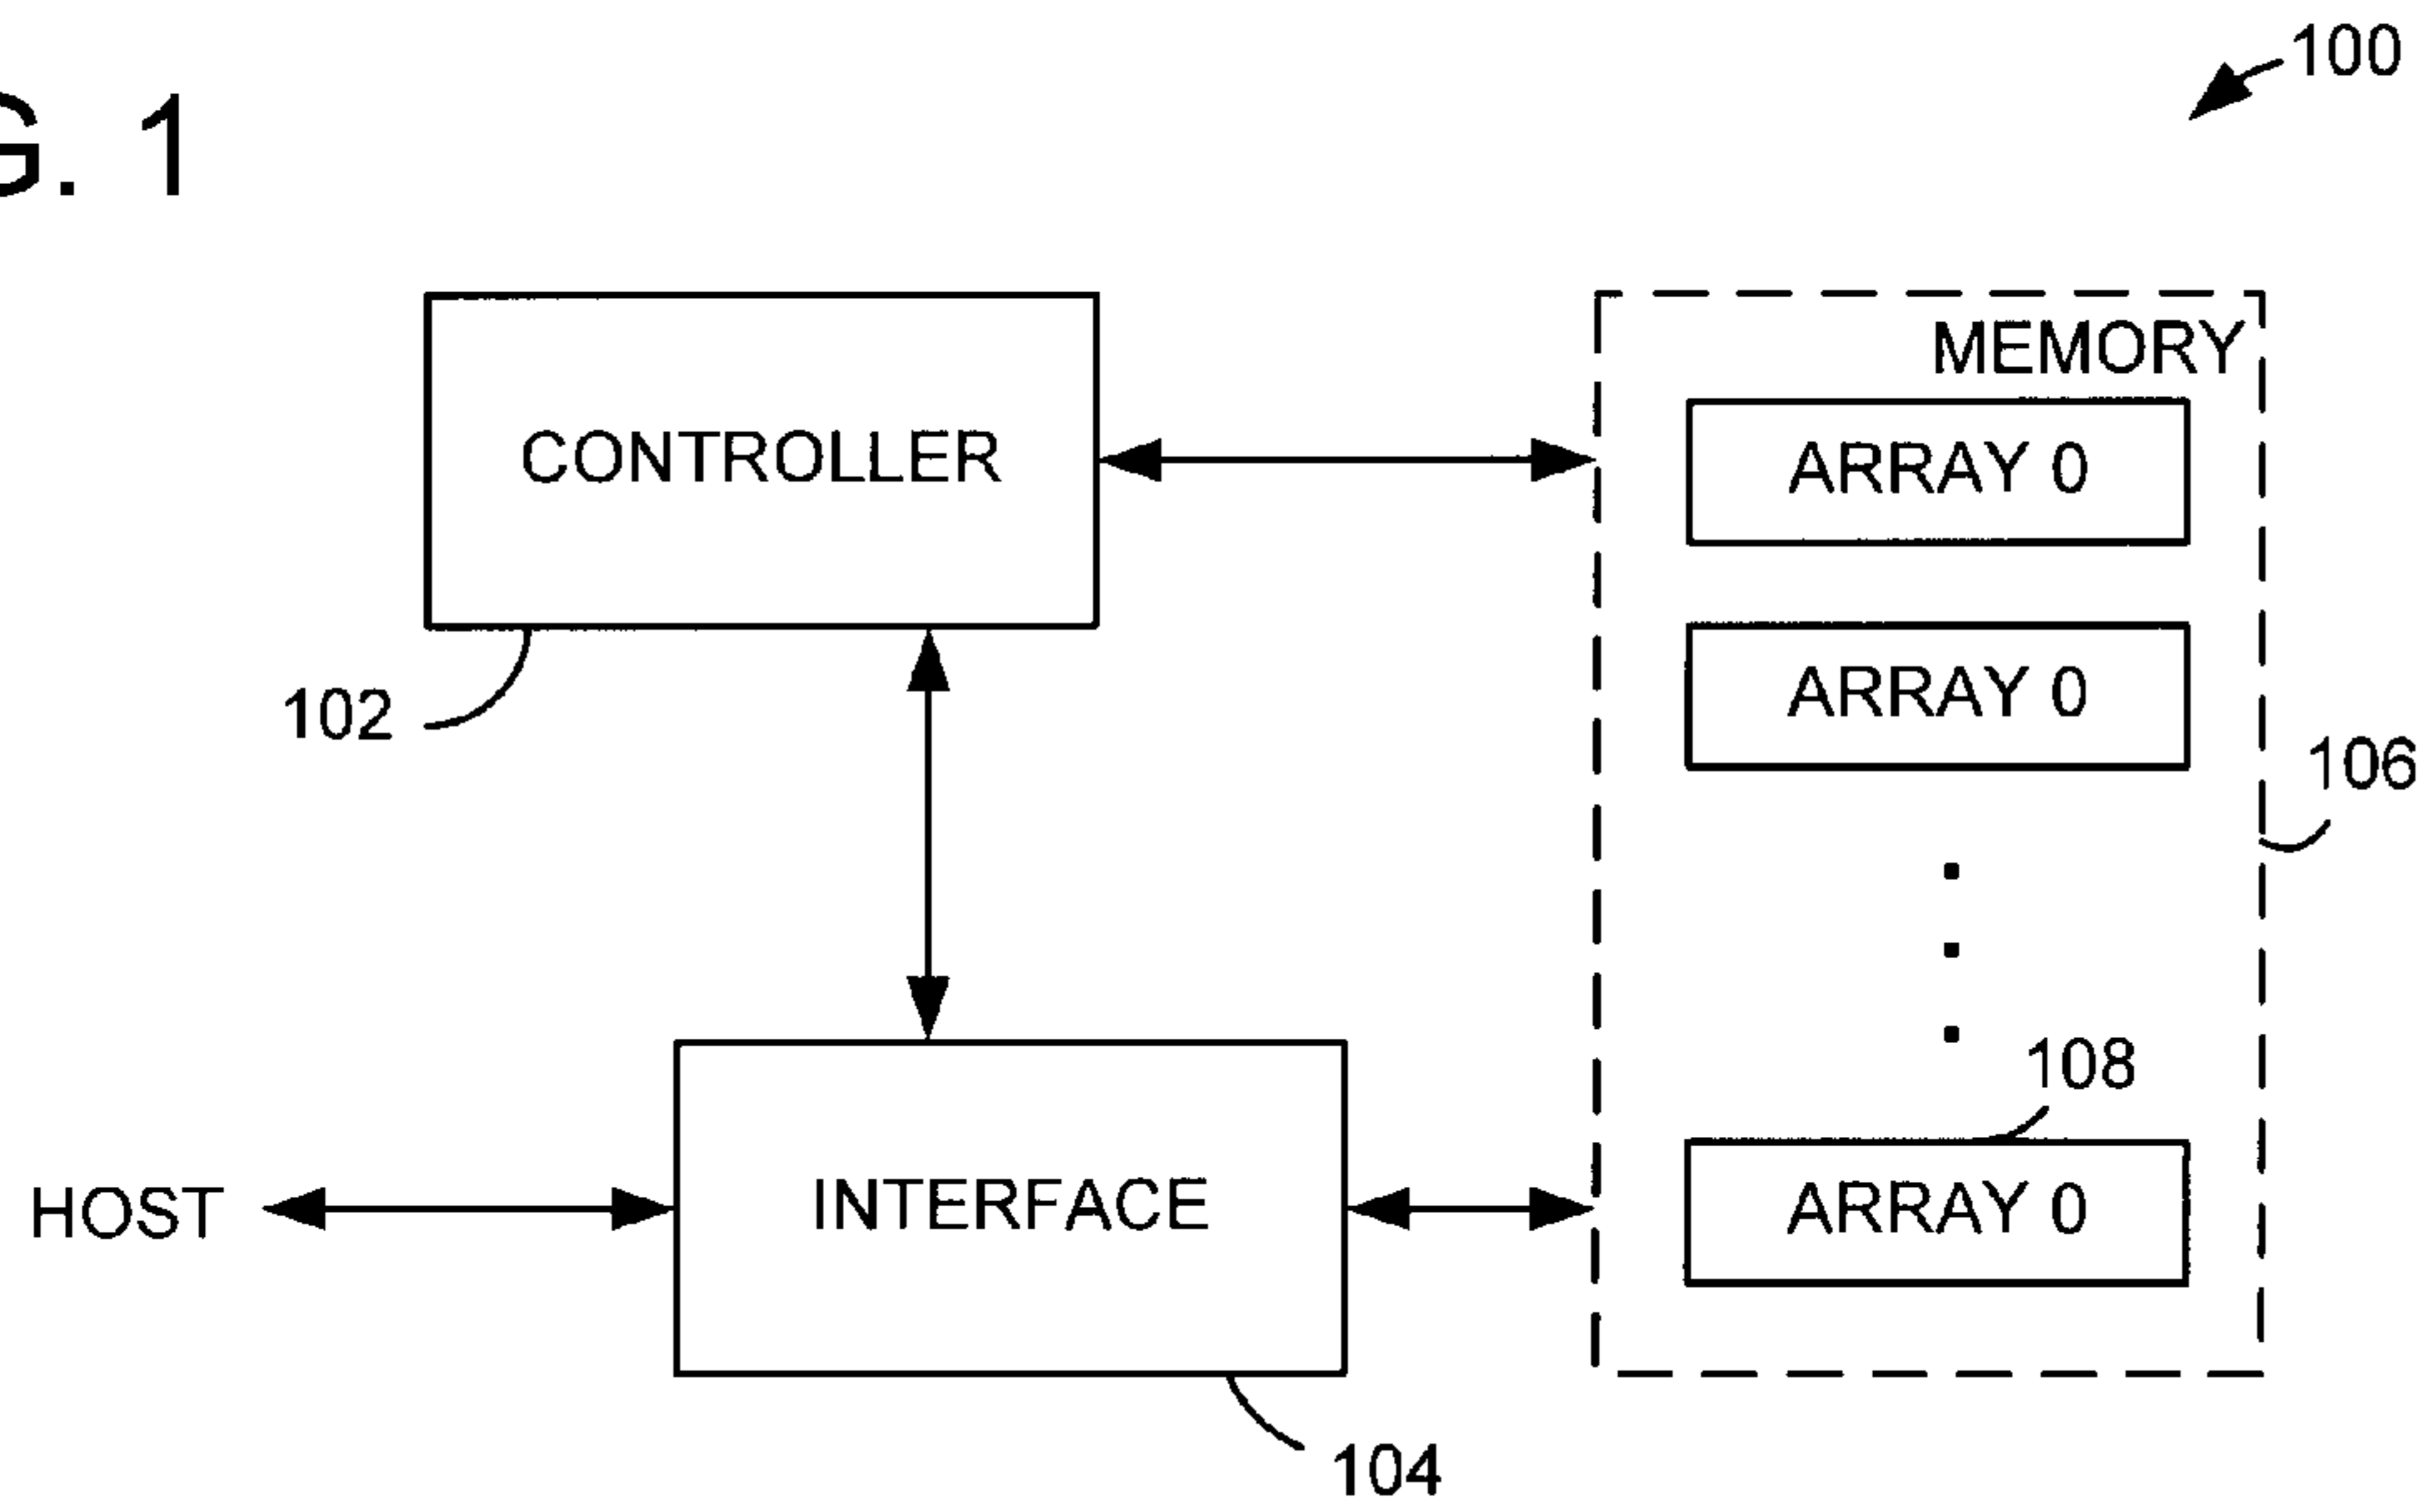 G. 1
100
MEMORY
CONTROLLER
ARRAY 0
ARRAY 0
102
106
108
HOST
INTERFACE
ARRAY 0
104